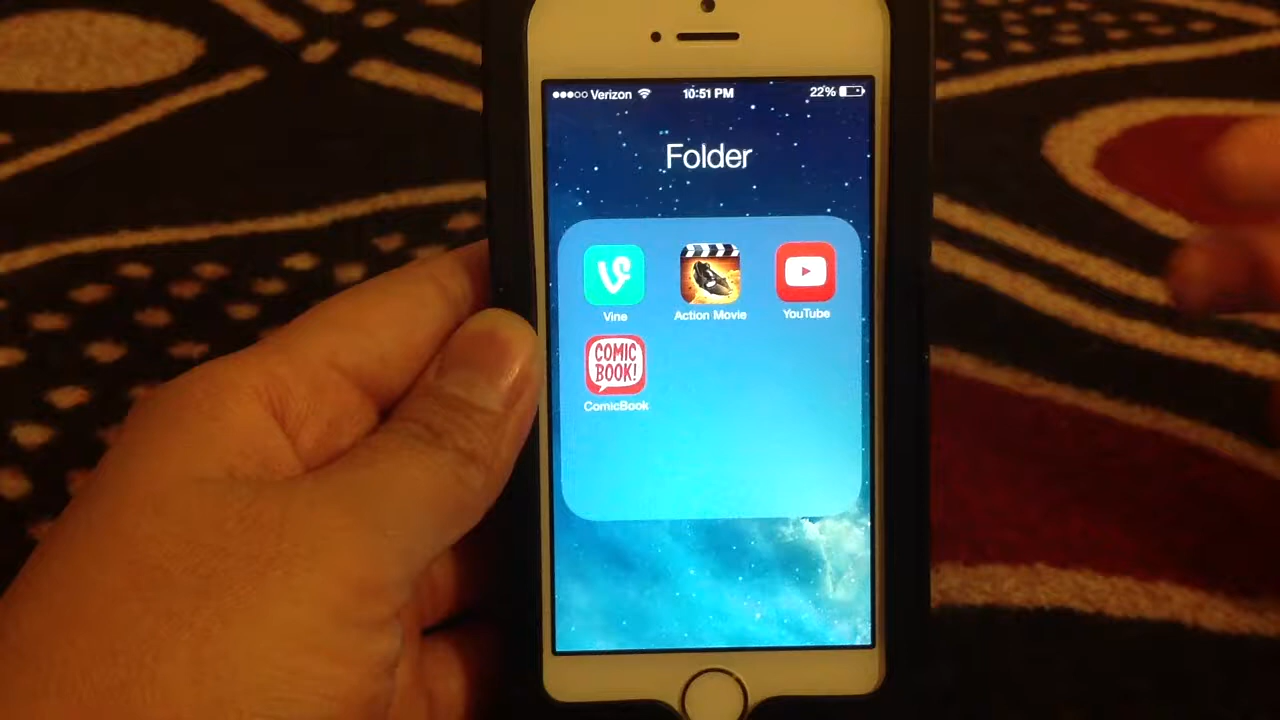 Verizon 10:51 PM 22%
Folder
Vine Action Movie YouTube
COMIC
BOOK!
ComicBook